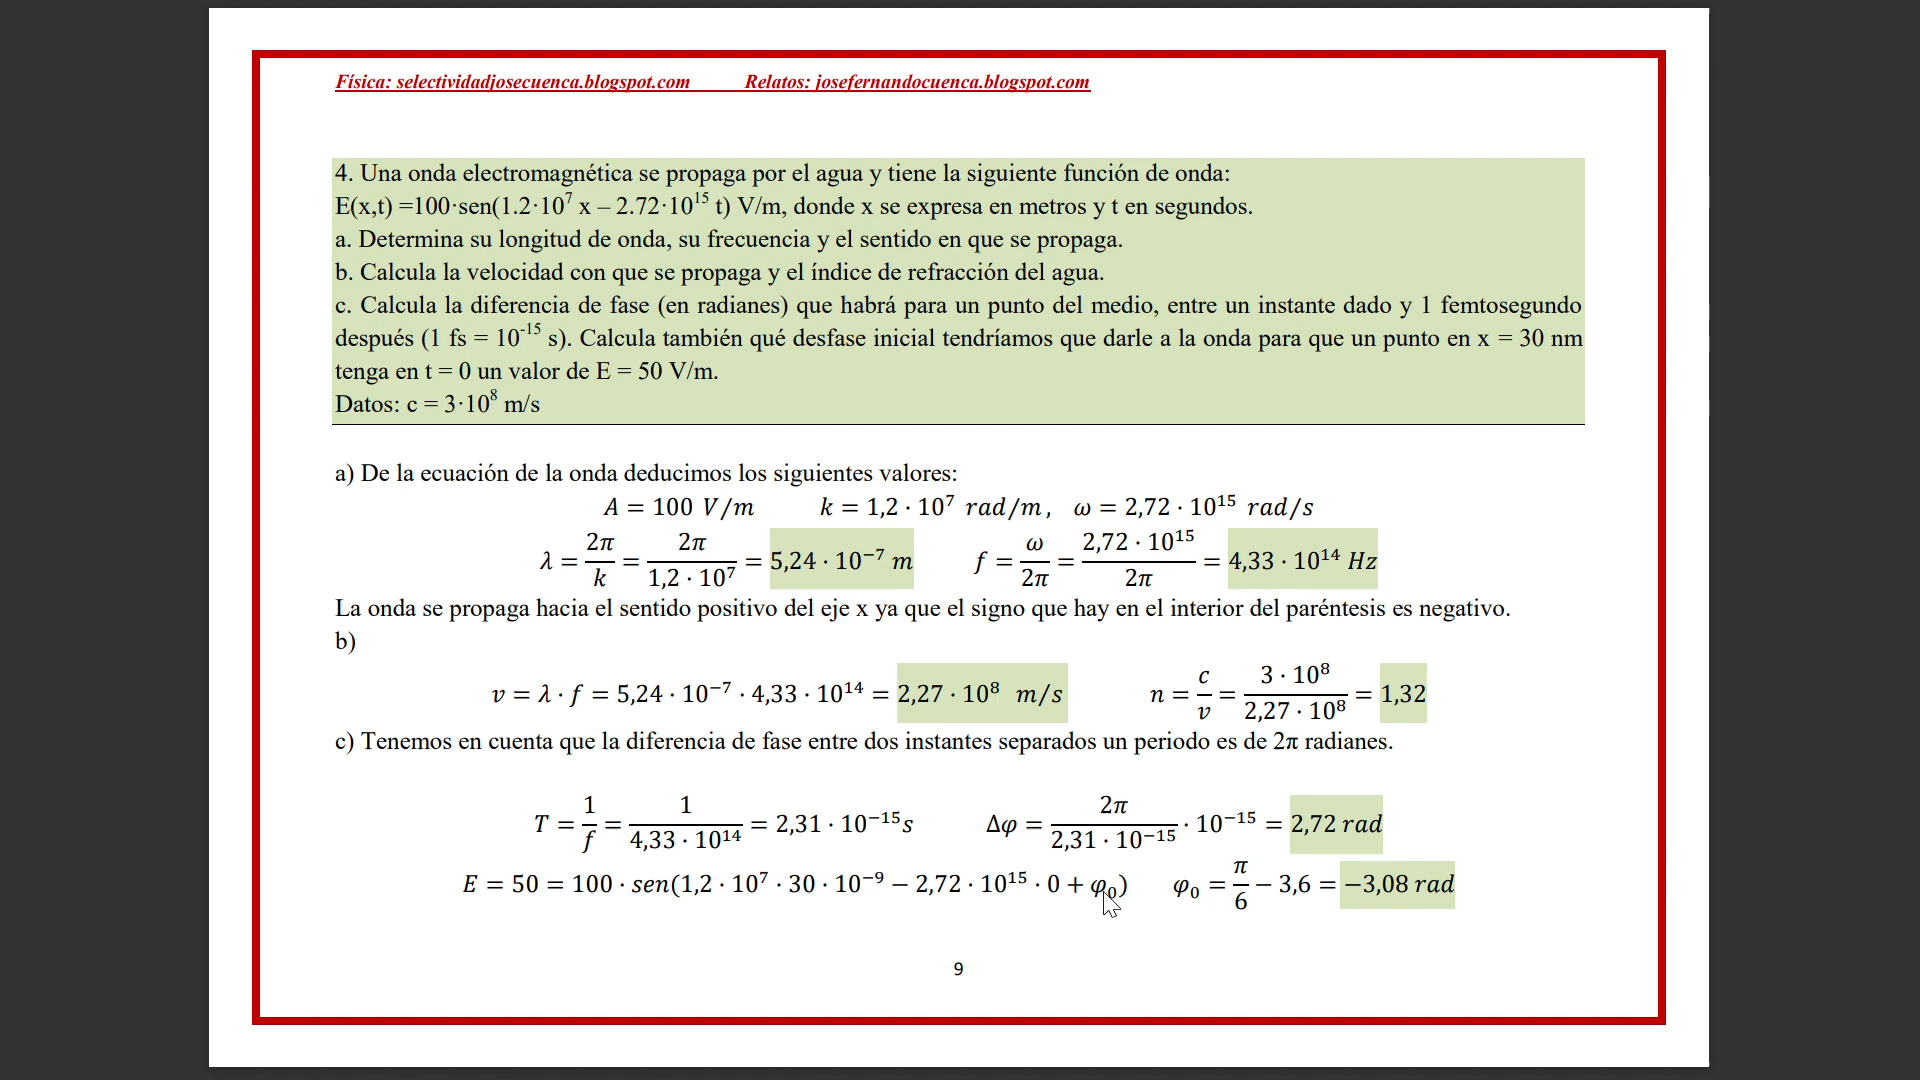 Física: selectividadjosecuenca.blogspot.com Relatos: josefernandocuenca.blogspot.com
4. Una onda electromagnética se propaga por el agua y tiene la siguiente función de onda:
E(x,t) =100·sen(1.2·10⁷ x – 2.72·10¹⁵ t) V/m, donde x se expresa en metros y t en segundos.
a. Determina su longitud de onda, su frecuencia y el sentido en que se propaga.
b. Calcula la velocidad con que se propaga y el índice de refracción del agua.
c. Calcula la diferencia de fase (en radianes) que habrá para un punto del medio, entre un instante dado y 1 femtosegundo
después (1 fs = 10⁻¹⁵ s). Calcula también qué desfase inicial tendríamos que darle a la onda para que un punto en x = 30 nm
tenga en t = 0 un valor de E = 50 V/m.
Datos: c = 3·10⁸ m/s
a) De la ecuación de la onda deducimos los siguientes valores:
A = 100 V/m k = 1,2 · 10⁷ rad/m, ω = 2,72 · 10¹⁵ rad/s
λ = 2π/k = 2π/(1,2 · 10⁷) = 5,24 · 10⁻⁷ m f = ω/2π = (2,72 · 10¹⁵)/2π = 4,33 · 10¹⁴ Hz
La onda se propaga hacia el sentido positivo del eje x ya que el signo que hay en el interior del paréntesis es negativo.
b)
v = λ · f = 5,24 · 10⁻⁷ · 4,33 · 10¹⁴ = 2,27 · 10⁸ m/s n = c/v = (3 · 10⁸)/(2,27 · 10⁸) = 1,32
c) Tenemos en cuenta que la diferencia de fase entre dos instantes separados un periodo es de 2π radianes.
T = 1/f = 1/(4,33 · 10¹⁴) = 2,31 · 10⁻¹⁵s Δφ = 2π/(2,31 · 10⁻¹⁵) · 10⁻¹⁵ = 2,72 rad
E = 50 = 100 · sen(1,2 · 10⁷ · 30 · 10⁻⁹ − 2,72 · 10¹⁵ · 0 + φ₀) φ₀ = π/6 − 3,6 = −3,08 rad
9